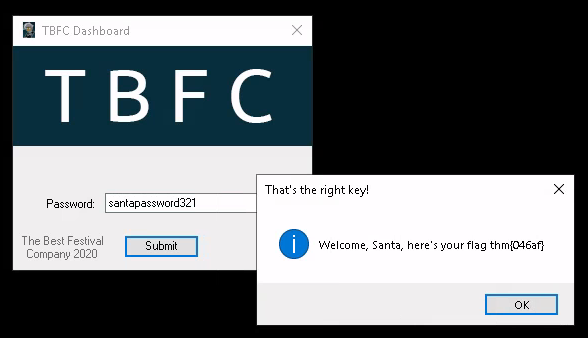 TBFC Dashboard
T B F C
Password: santapassword321
The Best Festival
Company 2020
Submit
That's the right key!
Welcome, Santa, here's your flag thm{046af}
OK